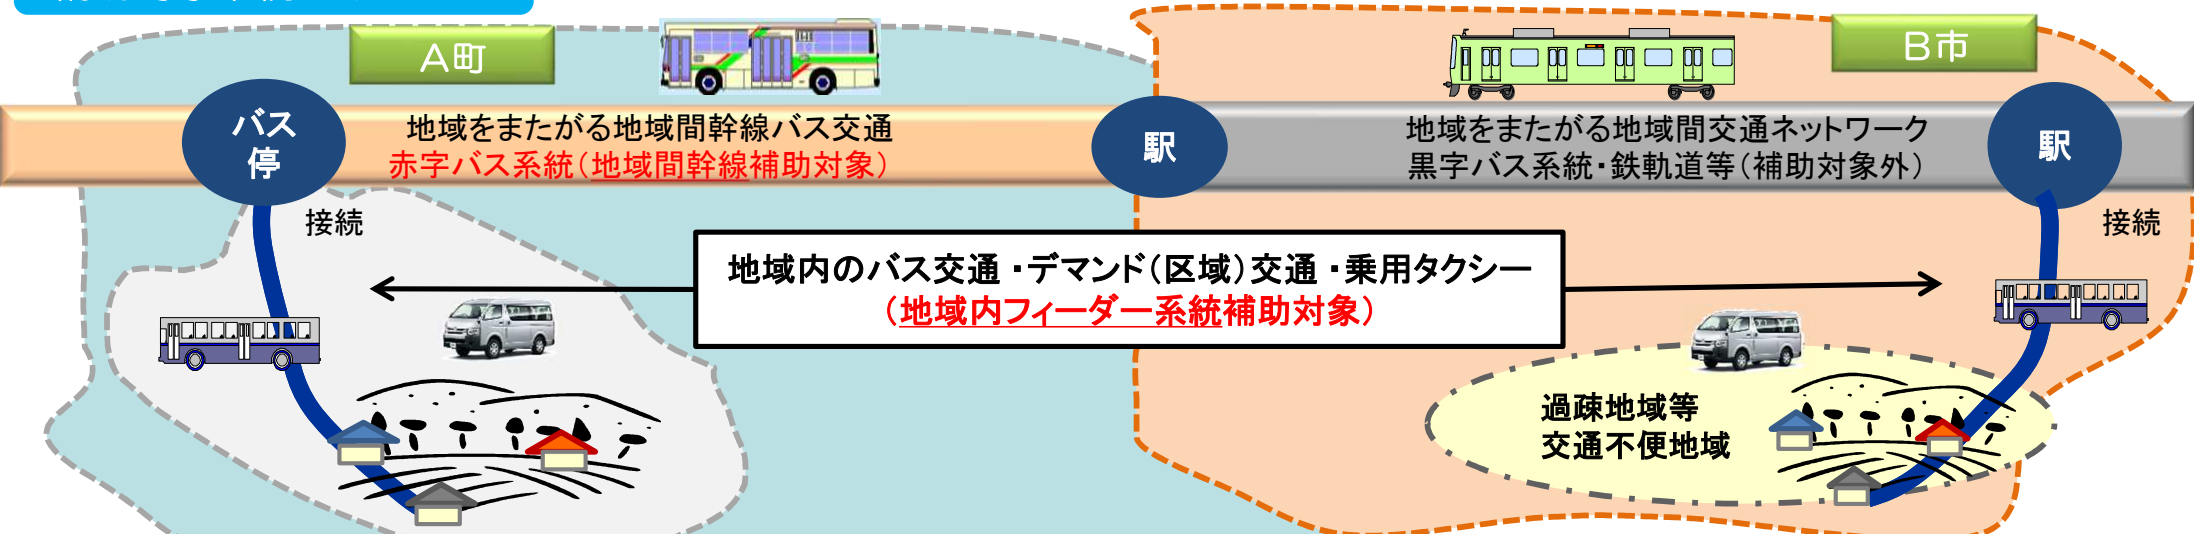 A町
B市
バス
停
地域をまたがる地域間幹線バス交通
赤字バス系統(地域間幹線補助対象)
駅
地域をまたがる地域間交通ネットワーク
黒字バス系統・鉄軌道等(補助対象外)
駅
接続
接続
地域内のバス交通・デマンド(区域)交通・乗用タクシー
(地域内フィーダー系統補助対象)
過疎地域等
交通不便地域